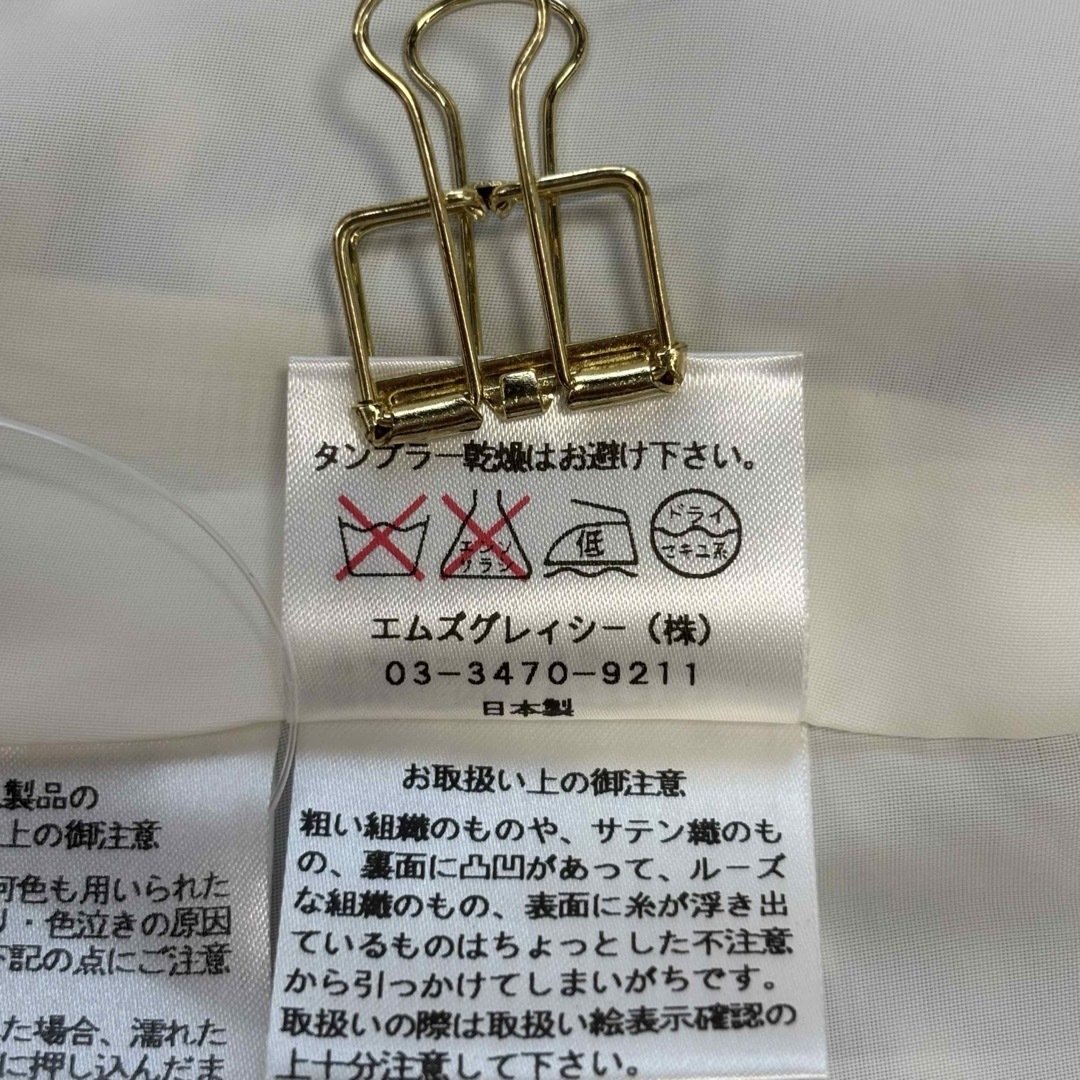 タンブラー乾燥はお避け下さい。
エンソ
サラシ
低
ドライ
セキユ系
エムズグレィシー（株）
03-3470-9211
日本製
お取扱い上の御注意
粗い組織のものや、サテン織のも
の、裏面に凸凹があって、ルーズ
な組織のもの、表面に糸が浮き出
ているものはちょっとした不注意
から引っかけてしまいがちです。
取扱いの際は取扱い絵表示確認の
上十分注意して下さい。
製品の
上の御注意
何色も用いられた
・色泣きの原因
下記の点にご注意
た場合、濡れた
に押し込んだま